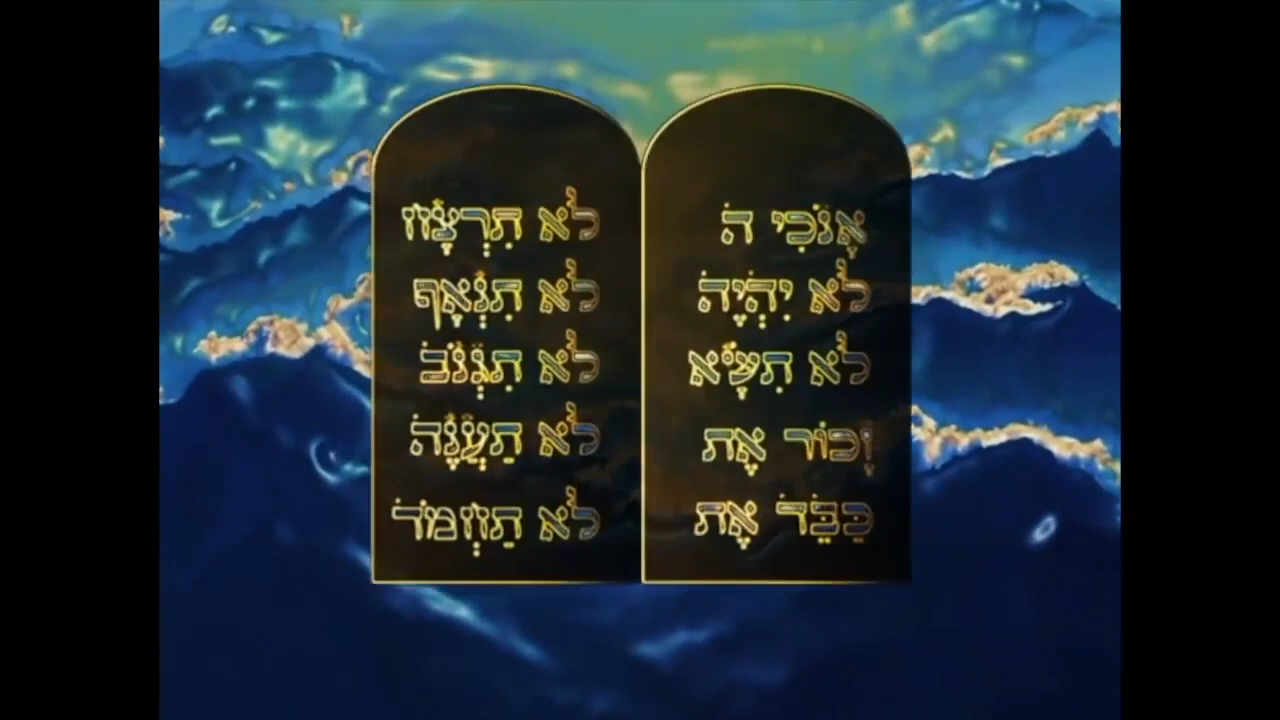 אָנֹכִי ה
לֹא יִהְיָה
לֹא תִשָּׂא
זָכוֹר אֶת
כַּבֵּד אֶת
לֹא תִרְצָח
לֹא תִנְאָף
לֹא תִגְנֹב
לֹא תַעֲנֶה
לֹא תַחְמֹד